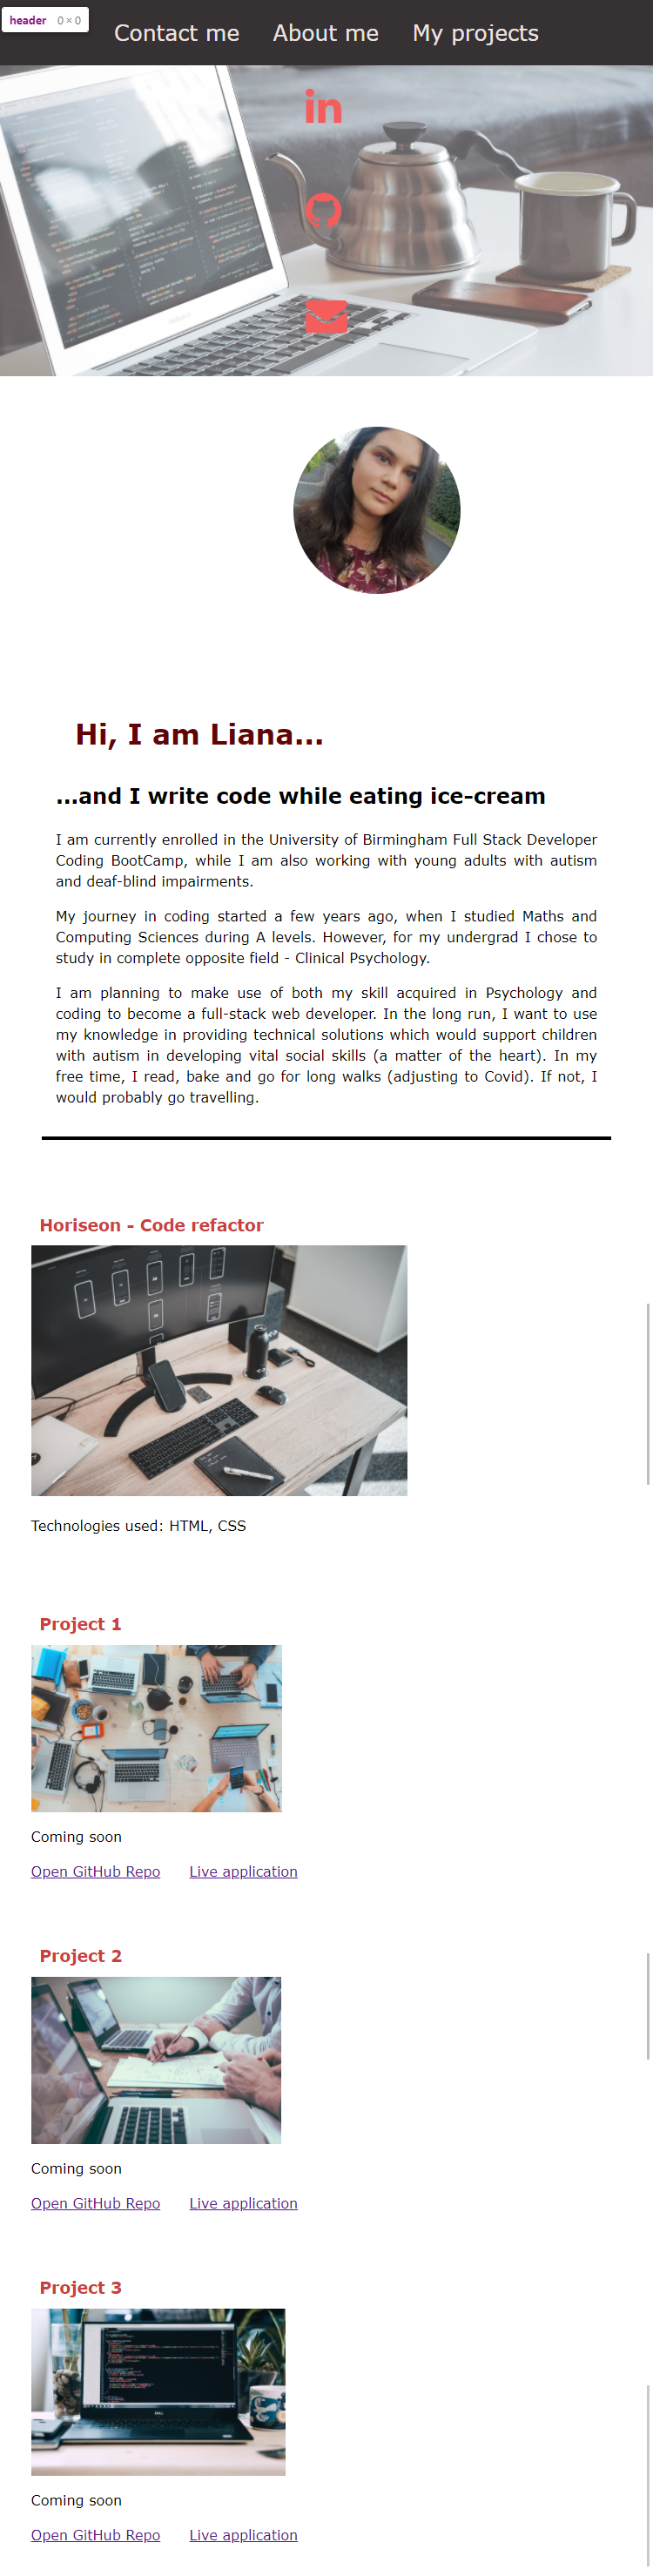 header 0 × 0
Contact me About me My projects
in
Hi, I am Liana...
...and I write code while eating ice-cream
I am currently enrolled in the University of Birmingham Full Stack Developer
Coding BootCamp, while I am also working with young adults with autism
and deaf-blind impairments.
My journey in coding started a few years ago, when I studied Maths and
Computing Sciences during A levels. However, for my undergrad I chose to
study in complete opposite field - Clinical Psychology.
I am planning to make use of both my skill acquired in Psychology and
coding to become a full-stack web developer. In the long run, I want to use
my knowledge in providing technical solutions which would support children
with autism in developing vital social skills (a matter of the heart). In my
free time, I read, bake and go for long walks (adjusting to Covid). If not, I
would probably go travelling.
Horiseon - Code refactor
Technologies used: HTML, CSS
Project 1
Coming soon
Open GitHub Repo Live application
Project 2
Coming soon
Open GitHub Repo Live application
Project 3
Coming soon
Open GitHub Repo Live application